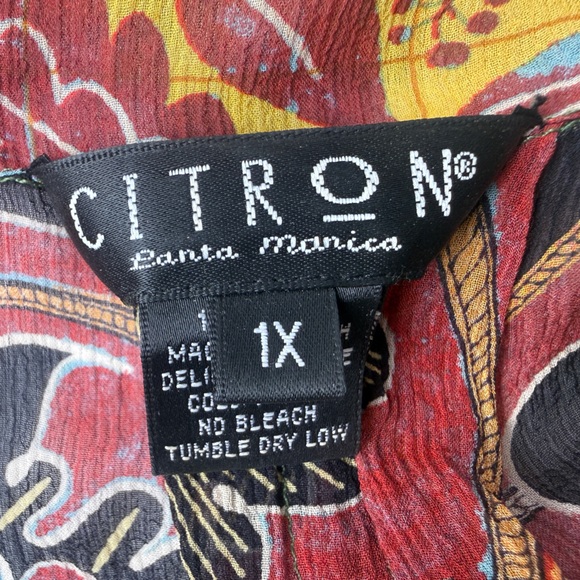 CITRON®
Santa Monica
1X
NO BLEACH
TUMBLE DRY LOW